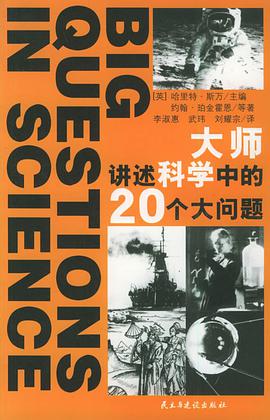 BIG
QUESTIONS
IN SCIENCE
[英]哈里特·斯万/主编
约翰·珀金霍恩/等著
李淑惠 武玮 刘耀宗/译
大师
讲述科学中的
20个大问题
民主与建设出版社